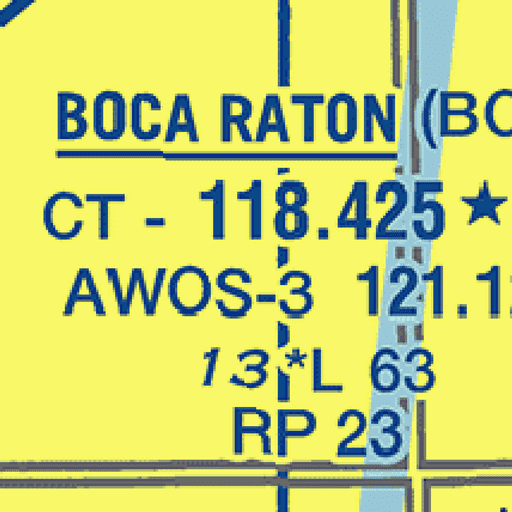 BOCA RATON (BC
CT - 118.425 ★
AWOS-3 121.1
13 *L 63
RP 23